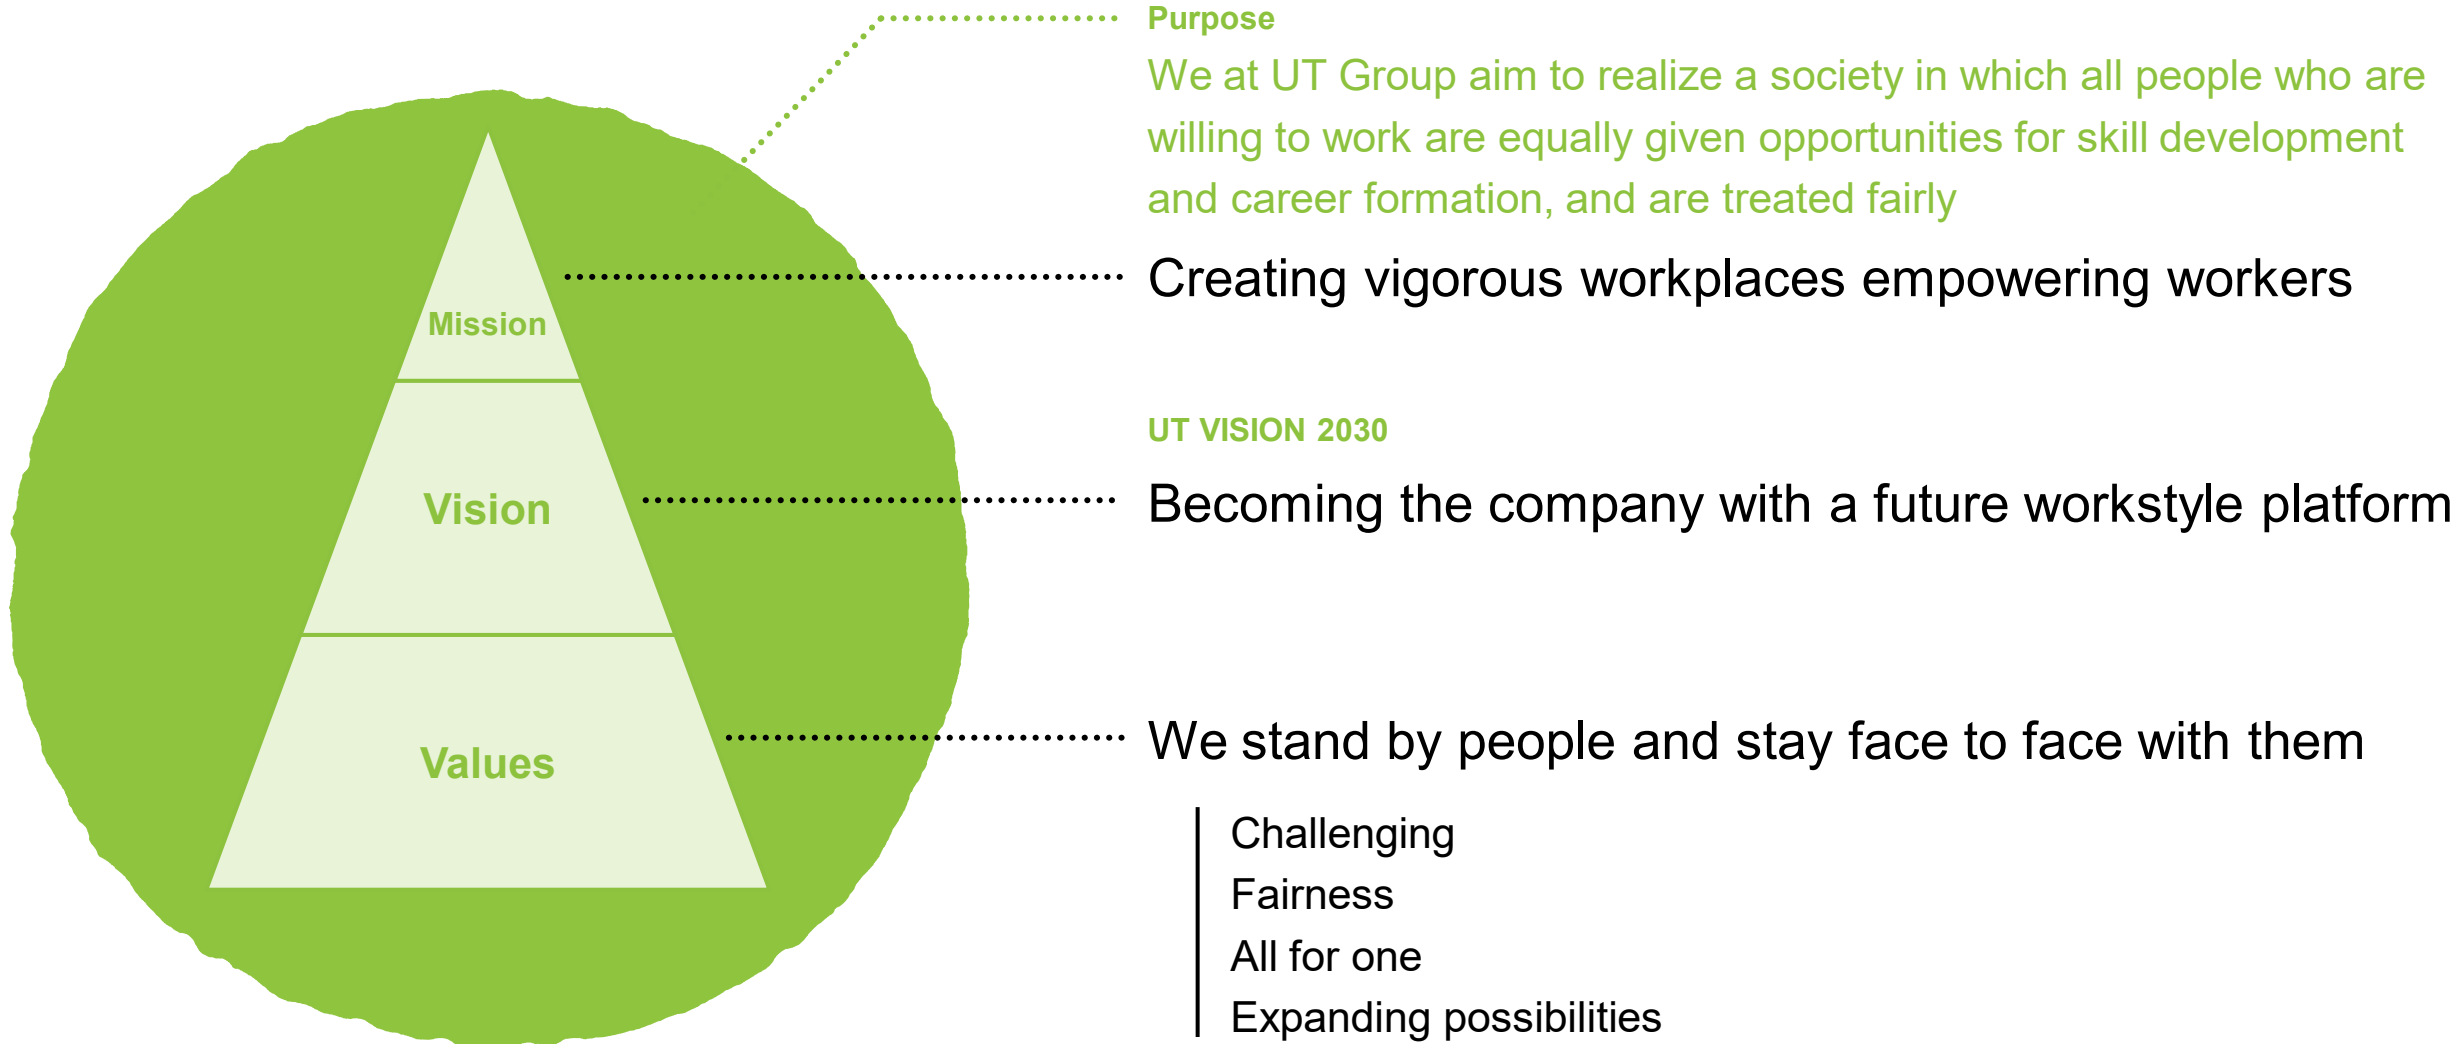 Purpose
We at UT Group aim to realize a society in which all people who are
willing to work are equally given opportunities for skill development
and career formation, and are treated fairly
Creating vigorous workplaces empowering workers
Mission
UT VISION 2030
Becoming the company with a future workstyle platform
Vision
We stand by people and stay face to face with them
Values
Challenging
Fairness
All for one
Expanding possibilities